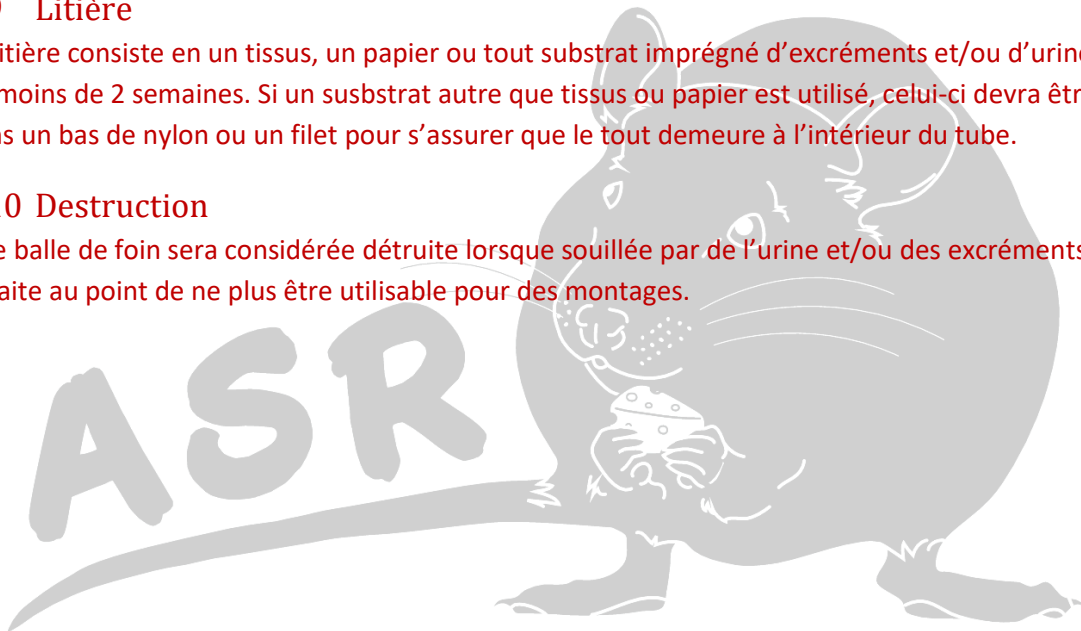 Litière
itière consiste en un tissus, un papier ou tout substrat imprégné d’excréments et/ou d’urine
moins de 2 semaines. Si un susbstrat autre que tissus ou papier est utilisé, celui-ci devra êtr
s un bas de nylon ou un filet pour s’assurer que le tout demeure à l’intérieur du tube.
0 Destruction
e balle de foin sera considérée détruite lorsque souillée par de l’urine et/ou des excréments
aite au point de ne plus être utilisable pour des montages.
ASR